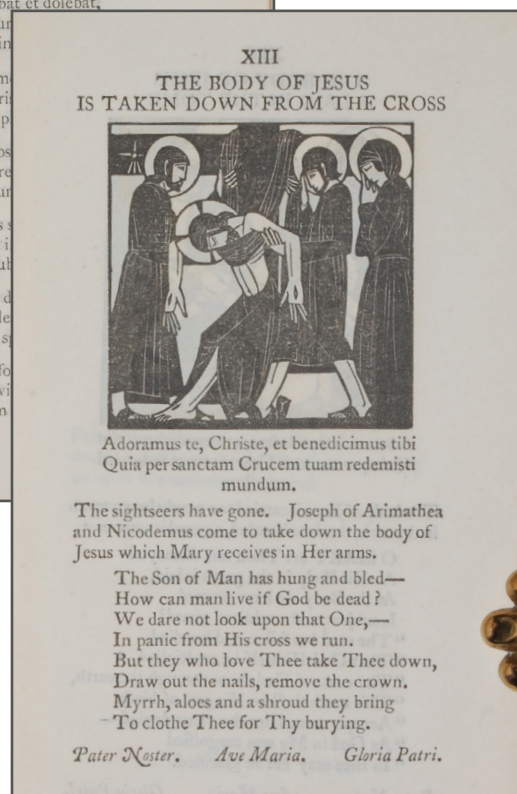 bat et dolebat,
XIII
THE BODY OF JESUS
IS TAKEN DOWN FROM THE CROSS
Adoramus te, Christe, et benedicimus tibi
Quia per sanctam Crucem tuam redemisti
mundum.
The sightseers have gone. Joseph of Arimathea
and Nicodemus come to take down the body of
Jesus which Mary receives in Her arms.
The Son of Man has hung and bled—
How can man live if God be dead?
We dare not look upon that One,—
In panic from His cross we run.
But they who love Thee take Thee down,
Draw out the nails, remove the crown.
Myrrh, aloes and a shroud they bring
To clothe Thee for Thy burying.
Pater Noster. Ave Maria. Gloria Patri.